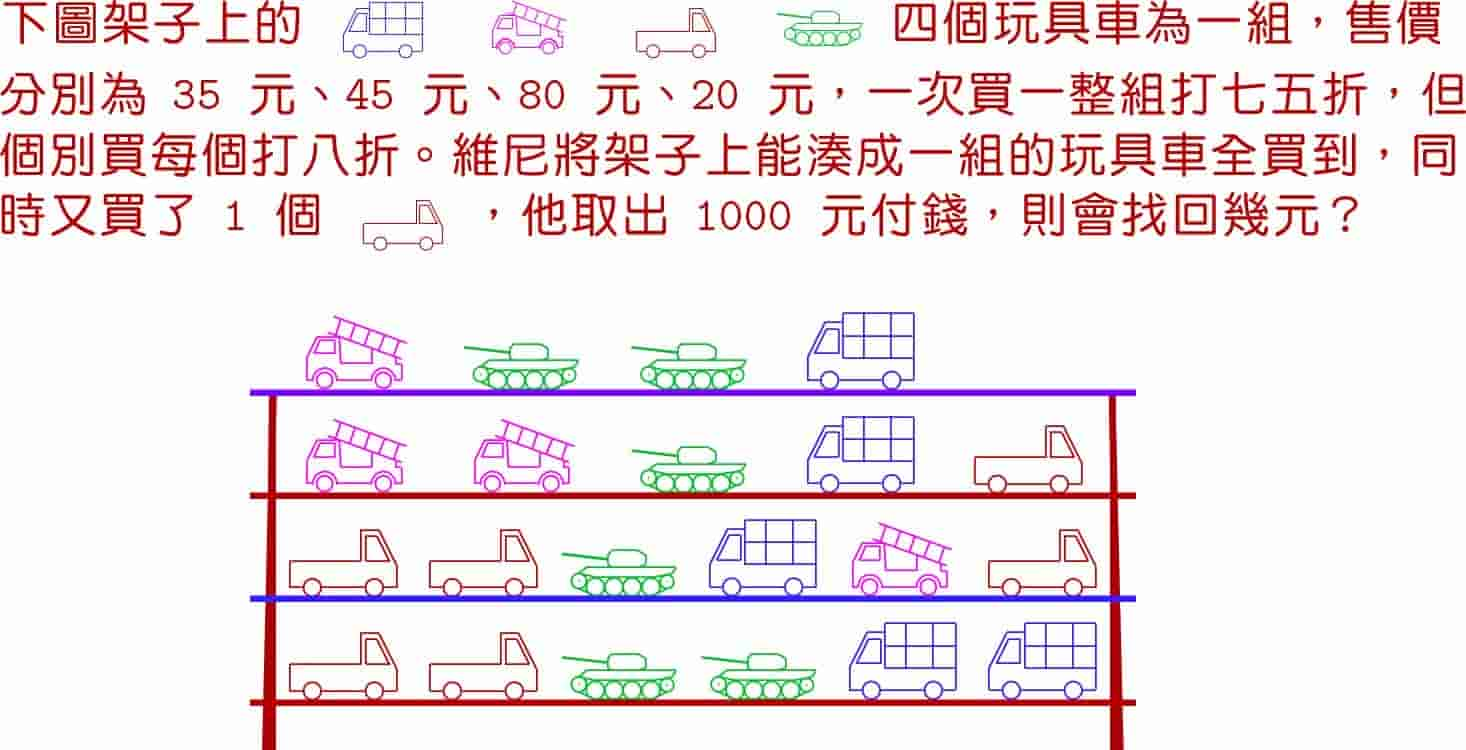 下圖架子上的 四個玩具車為一組，售價
分別為 35 元、45 元、80 元、20 元，一次買一整組打七五折，但
個別買每個打八折。維尼將架子上能湊成一組的玩具車全買到，同
時又買了 1 個 ，他取出 1000 元付錢，則會找回幾元？